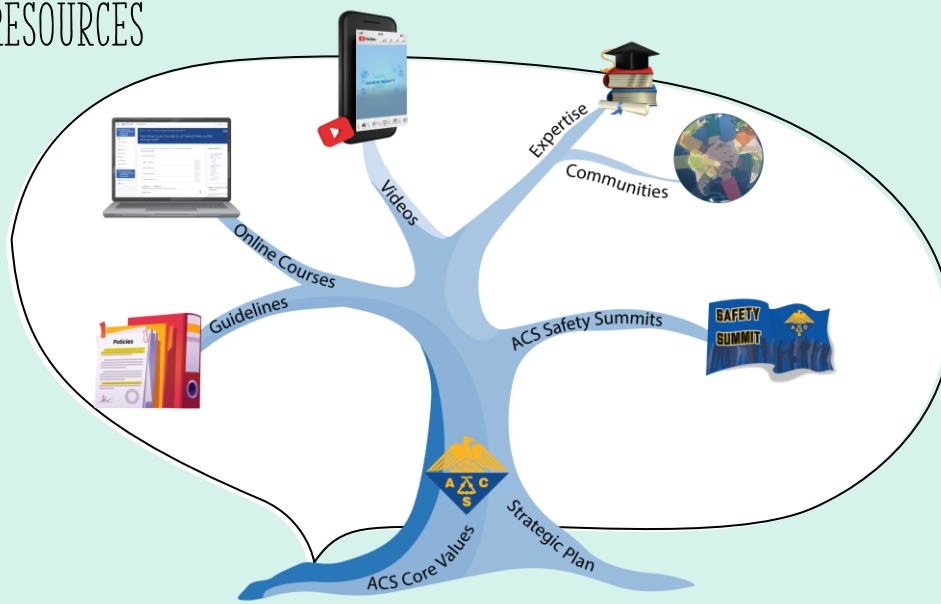 RESOURCES
Videos
Expertise
Communities
Online Courses
Guidelines
ACS Safety Summits
SAFETY
SUMMIT
Policies
A C
S
ACS Core Values
Strategic Plan